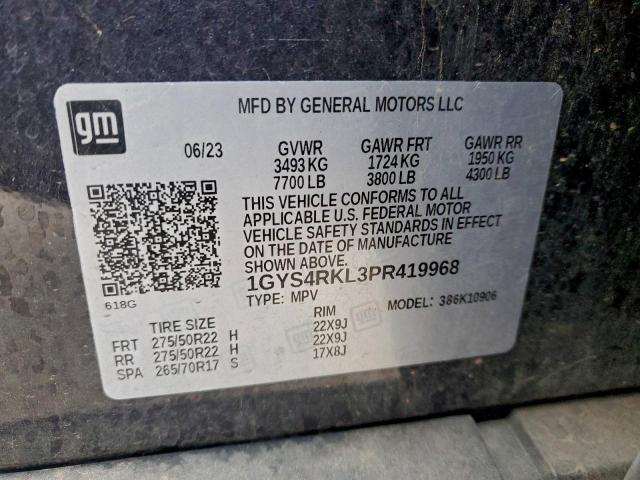 gm
MFD BY GENERAL MOTORS LLC
06/23 GVWR GAWR FRT GAWR RR
3493 KG 1724 KG 1950 KG
7700 LB 3800 LB 4300 LB
THIS VEHICLE CONFORMS TO ALL
APPLICABLE U.S. FEDERAL MOTOR
VEHICLE SAFETY STANDARDS IN EFFECT
ON THE DATE OF MANUFACTURE
SHOWN ABOVE.
1GYS4RKL3PR419968
618G
TYPE: MPV MODEL: 386K10906
TIRE SIZE RIM
FRT 275/50R22 H 22X9J
RR 275/50R22 H 22X9J
SPA 265/70R17 S 17X8J